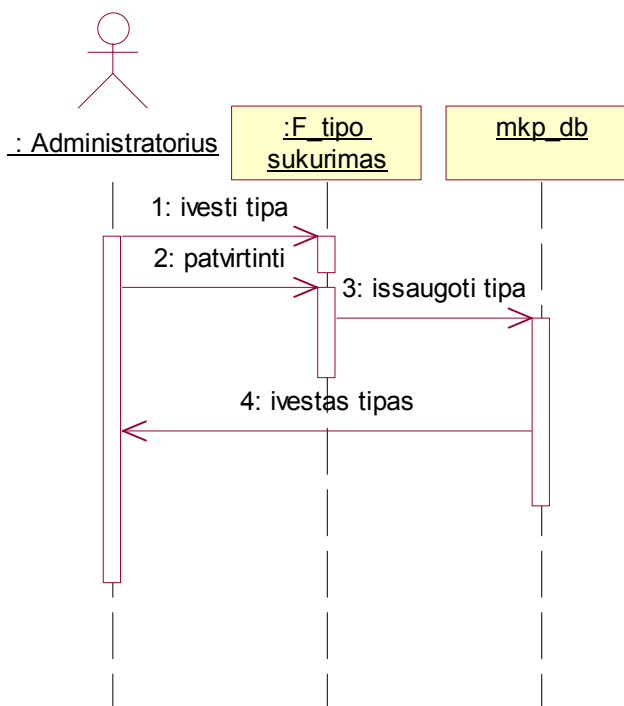 : Administratorius
:F_tipo
sukurimas
mkp_db
1: ivesti tipa
2: patvirtinti
3: issaugoti tipa
4: ivestas tipas